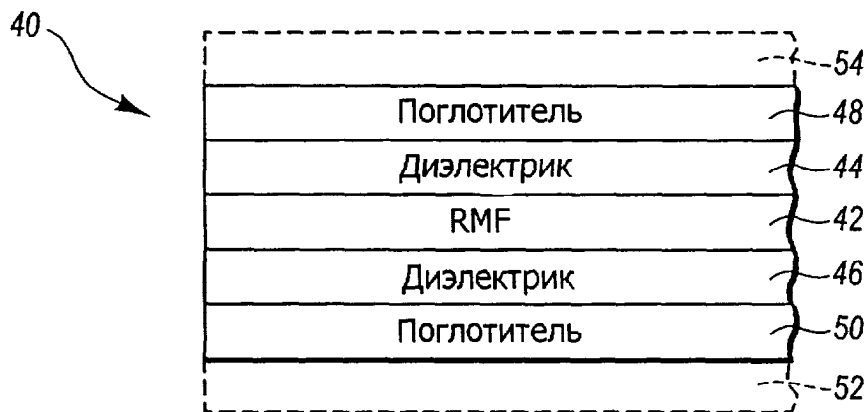 40
54
Поглотитель 48
Диэлектрик 44
RMF 42
Диэлектрик 46
Поглотитель 50
52